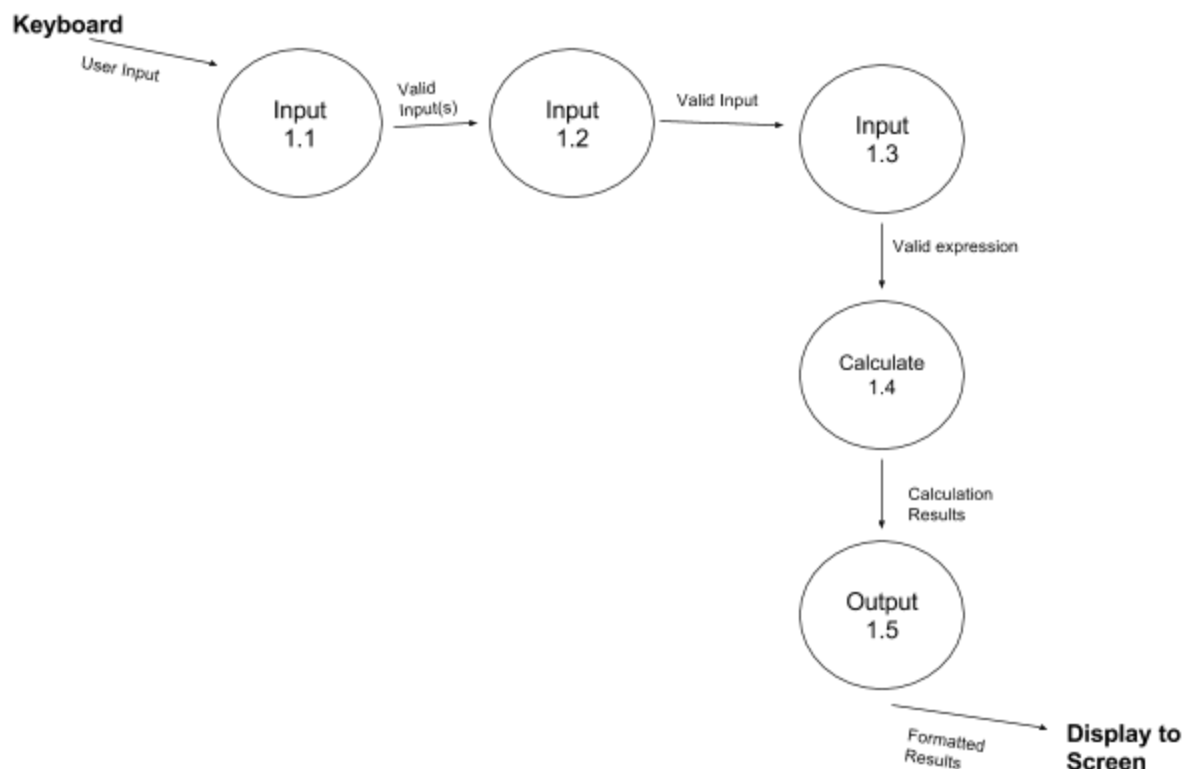 Keyboard
User Input
Input
1.1
Valid
Input(s)
Input
1.2
Valid Input
Input
1.3
Valid expression
Calculate
1.4
Calculation
Results
Output
1.5
Formatted
Results
Display to
Screen